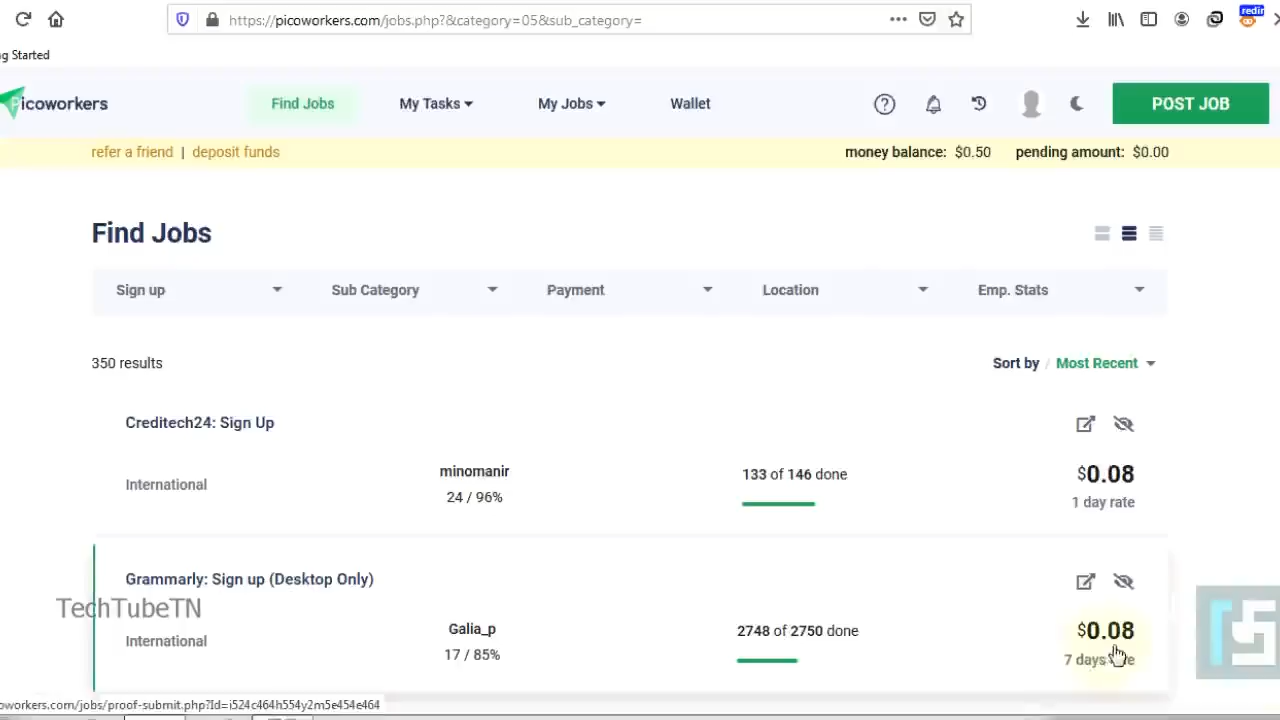 https://picoworkers.com/jobs.php?&category=05&sub_category=
redir
g Started
Picoworkers
Find Jobs
My Tasks
My Jobs
Wallet
POST JOB
refer a friend | deposit funds
money balance: $0.50 pending amount: $0.00
Find Jobs
Sign up
Sub Category
Payment
Location
Emp. Stats
350 results
Sort by / Most Recent
Creditech24: Sign Up
International
minomanir
24 / 96%
133 of 146 done
$0.08
1 day rate
Grammarly: Sign up (Desktop Only)
TechTubeTN
International
Galia_p
17 / 85%
2748 of 2750 done
$0.08
7 days
oworkers.com/jobs/proof-submit.php?Id=i524c464h554y2m5e454e464